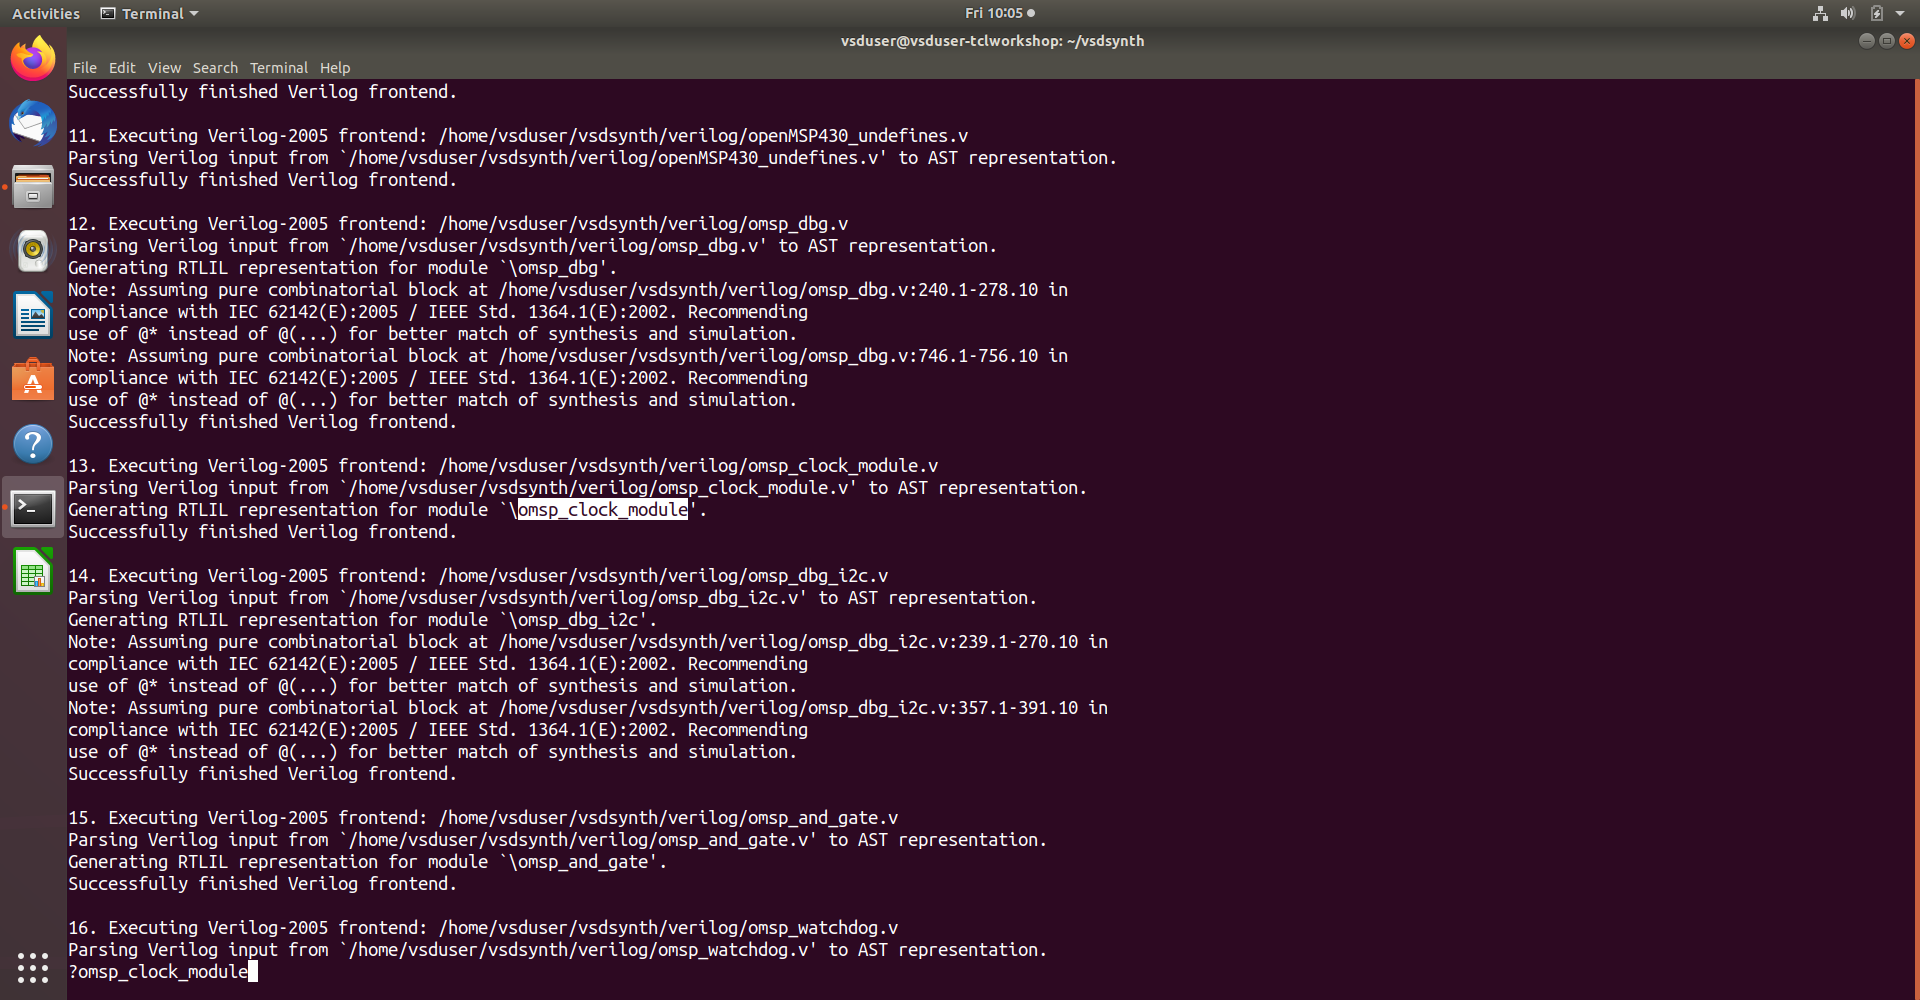 Activities Terminal Fri 10:05
vsduser@vsduser-tclworkshop: ~/vsdsynth
File Edit View Search Terminal Help
Successfully finished Verilog frontend.
11. Executing Verilog-2005 frontend: /home/vsduser/vsdsynth/verilog/openMSP430_undefines.v
Parsing Verilog input from `/home/vsduser/vsdsynth/verilog/openMSP430_undefines.v' to AST representation.
Successfully finished Verilog frontend.
12. Executing Verilog-2005 frontend: /home/vsduser/vsdsynth/verilog/omsp_dbg.v
Parsing Verilog input from `/home/vsduser/vsdsynth/verilog/omsp_dbg.v' to AST representation.
Generating RTLIL representation for module `\omsp_dbg'.
Note: Assuming pure combinatorial block at /home/vsduser/vsdsynth/verilog/omsp_dbg.v:240.1-278.10 in
compliance with IEC 62142(E):2005 / IEEE Std. 1364.1(E):2002. Recommending
use of @* instead of @(...) for better match of synthesis and simulation.
Note: Assuming pure combinatorial block at /home/vsduser/vsdsynth/verilog/omsp_dbg.v:746.1-756.10 in
compliance with IEC 62142(E):2005 / IEEE Std. 1364.1(E):2002. Recommending
use of @* instead of @(...) for better match of synthesis and simulation.
Successfully finished Verilog frontend.
13. Executing Verilog-2005 frontend: /home/vsduser/vsdsynth/verilog/omsp_clock_module.v
Parsing Verilog input from `/home/vsduser/vsdsynth/verilog/omsp_clock_module.v' to AST representation.
Generating RTLIL representation for module `\omsp_clock_module'.
Successfully finished Verilog frontend.
14. Executing Verilog-2005 frontend: /home/vsduser/vsdsynth/verilog/omsp_dbg_i2c.v
Parsing Verilog input from `/home/vsduser/vsdsynth/verilog/omsp_dbg_i2c.v' to AST representation.
Generating RTLIL representation for module `\omsp_dbg_i2c'.
Note: Assuming pure combinatorial block at /home/vsduser/vsdsynth/verilog/omsp_dbg_i2c.v:239.1-270.10 in
compliance with IEC 62142(E):2005 / IEEE Std. 1364.1(E):2002. Recommending
use of @* instead of @(...) for better match of synthesis and simulation.
Note: Assuming pure combinatorial block at /home/vsduser/vsdsynth/verilog/omsp_dbg_i2c.v:357.1-391.10 in
compliance with IEC 62142(E):2005 / IEEE Std. 1364.1(E):2002. Recommending
use of @* instead of @(...) for better match of synthesis and simulation.
Successfully finished Verilog frontend.
15. Executing Verilog-2005 frontend: /home/vsduser/vsdsynth/verilog/omsp_and_gate.v
Parsing Verilog input from `/home/vsduser/vsdsynth/verilog/omsp_and_gate.v' to AST representation.
Generating RTLIL representation for module `\omsp_and_gate'.
Successfully finished Verilog frontend.
16. Executing Verilog-2005 frontend: /home/vsduser/vsdsynth/verilog/omsp_watchdog.v
Parsing Verilog input from `/home/vsduser/vsdsynth/verilog/omsp_watchdog.v' to AST representation.
?omsp_clock_module